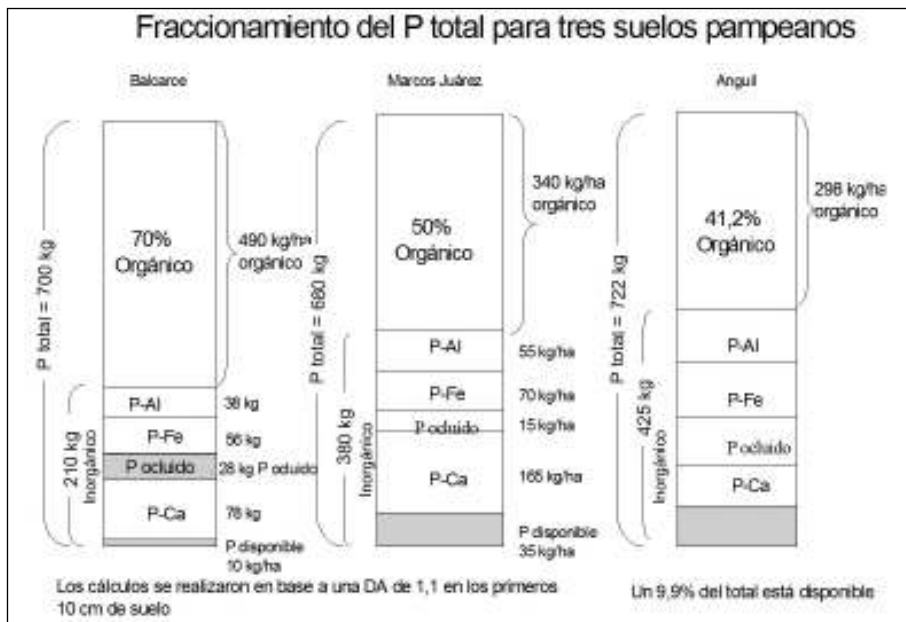 Fraccionamiento del P total para tres suelos pampeanos
Balcarce
P total = 700 kg
70%
Orgánico
490 kg/ha
orgánico
210 kg
Inorgánico
P-Al
38 kg
P-Fe
56 kg
P ocluido
28 kg P ocluido
P-Ca
78 kg
P disponible
10 kg/ha
Marcos Juárez
P total = 680 kg
50%
Orgánico
340 kg/ha
orgánico
380 kg
Inorgánico
P-Al
55 kg/ha
P-Fe
70 kg/ha
P ocluido
15 kg/ha
P-Ca
165 kg/ha
P disponible
35 kg/ha
Anguil
P total = 722 kg
41,2%
Orgánico
298 kg/ha
orgánico
425 kg
Inorgánico
P-Al
P-Fe
P ocluido
P-Ca
Los cálculos se realizaron en base a una DA de 1,1 en los primeros
10 cm de suelo
Un 9,9% del total está disponible